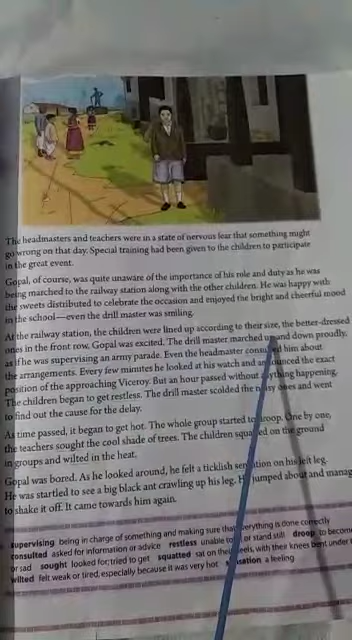 The headmasters and teachers were in a state of nervous fear that something might
go wrong on that day. Special training had been given to the children to participate
in the great event.
Gopal, of course, was quite unaware of the importance of his role and duty as he was
being marched to the railway station along with the other children. He was happy with
the sweets distributed to celebrate the occasion and enjoyed the bright and cheerful mood
in the school—even the drill master was smiling.
At the railway station, the children were lined up according to their size, the better-dressed
ones in the front row. Gopal was excited. The drill master marched up and down proudly,
as if he was supervising an army parade. Even the headmaster consulted him about
the arrangements. Every few minutes he looked at his watch and announced the exact
position of the approaching Viceroy. But an hour passed without anything happening.
The children began to get restless. The drill master scolded the noisy ones and went
to find out the cause for the delay.
As time passed, it began to get hot. The whole group started to droop. One by one,
the teachers sought the cool shade of trees. The children squatted on the ground
in groups and wilted in the heat.
Gopal was bored. As he looked around, he felt a ticklish sensation on his left leg.
He was startled to see a big black ant crawling up his leg. He jumped about and
to shake it off. It came towards him again.
supervising being in charge of something and making sure that everything is done correctly
consulted asked for information or advice restless unable to or stand still droop to become
or sad sought looked for; tried to get squatted sat on their heels, with their knees bent under
wilted felt weak or tired, especially because it was very hot sensation a feeling